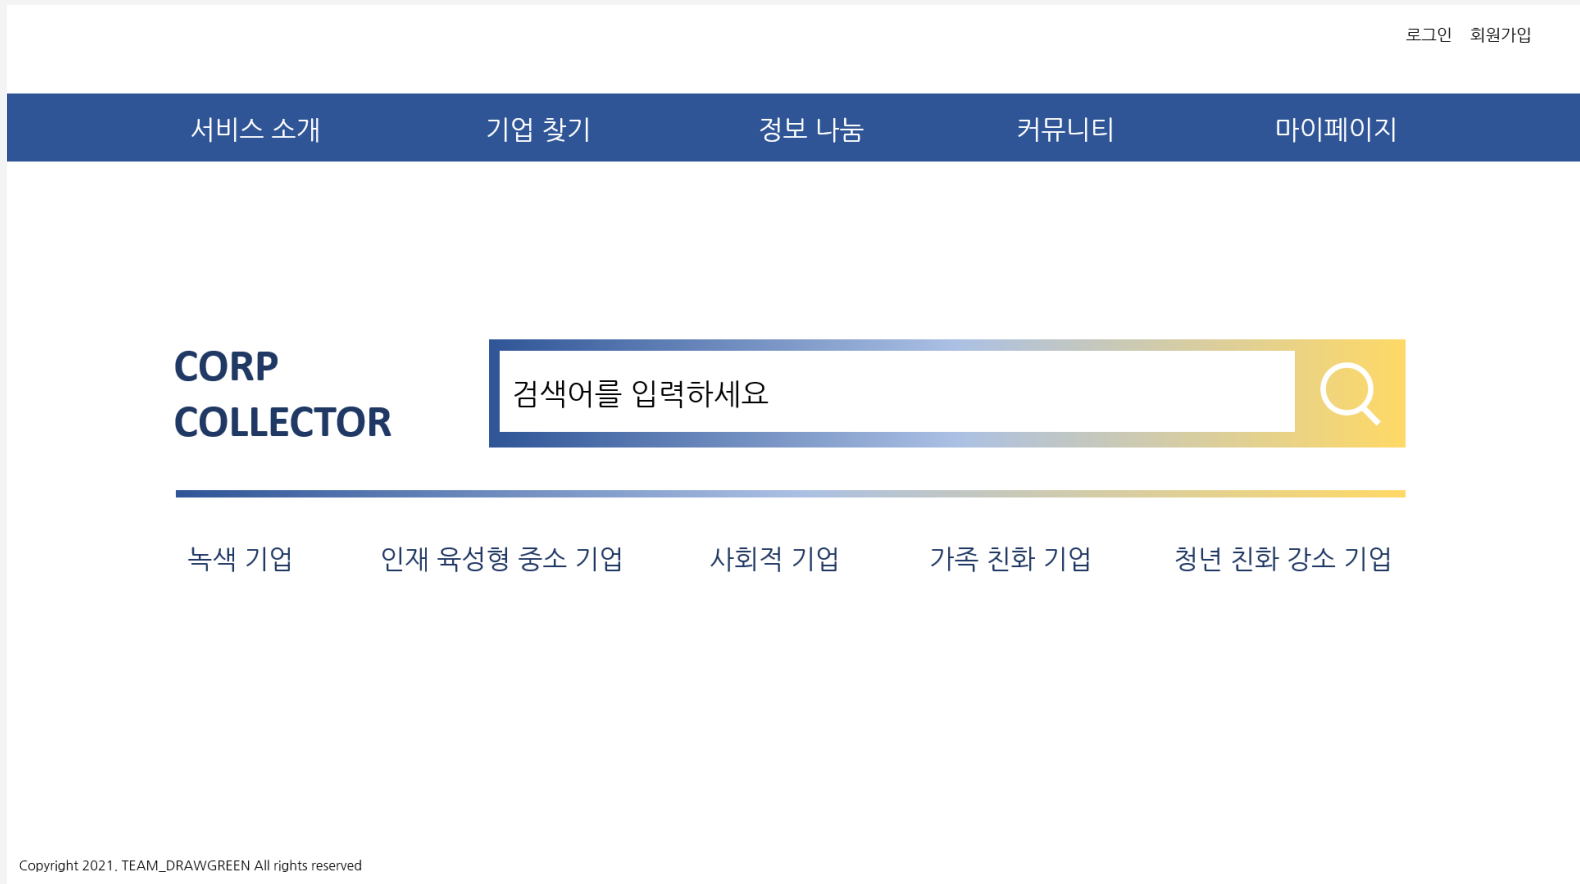 로그인 회원가입
서비스 소개 기업 찾기 정보 나눔 커뮤니티 마이페이지
CORP
COLLECTOR
검색어를 입력하세요
녹색 기업 인재 육성형 중소 기업 사회적 기업 가족 친화 기업 청년 친화 강소 기업
Copyright 2021. TEAM_DRAWGREEN All rights reserved